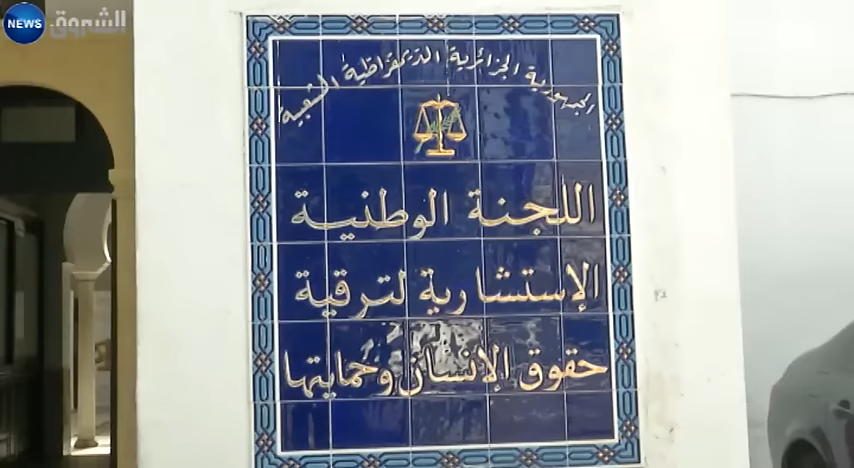 NEWS الشروق
الجمهورية الجزائرية الديمقراطية الشعبية
اللجنة الوطنية
الإستشارية لترقية
حقوق الإنسان وحمايتها